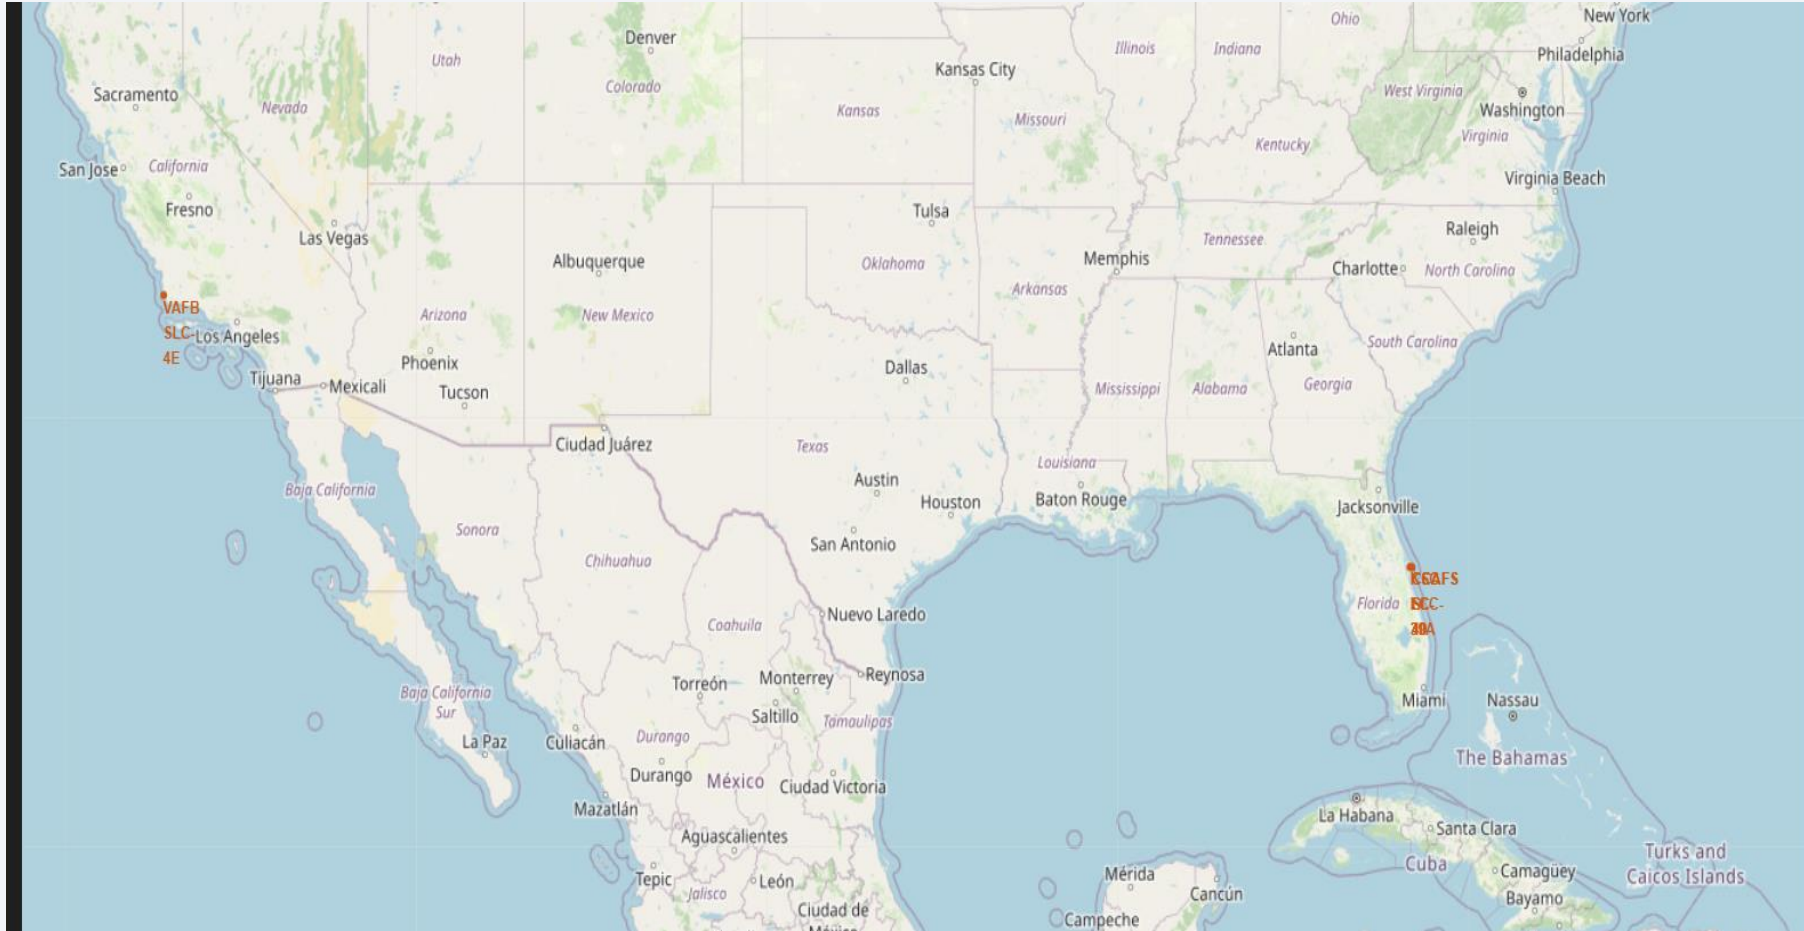 New York
Ohio
Denver
Illinois
Indiana
Philadelphia
Utah
Kansas City
Colorado
West Virginia
Sacramento
Nevada
Kansas
Missouri
Washington
Kentucky
Virginia
San Jose
California
Virginia Beach
Fresno
Tulsa
Raleigh
Las Vegas
Tennessee
Albuquerque
Oklahoma
Memphis
Charlotte
North Carolina
Arkansas
VAFB
SLC-
4E
Arizona
New Mexico
Los Angeles
South Carolina
Atlanta
Phoenix
Dallas
Tijuana
Mexicali
Tucson
Mississippi
Alabama
Georgia
Ciudad Juárez
Texas
Louisiana
Baja California
Austin
Houston
Baton Rouge
Jacksonville
Sonora
San Antonio
Chihuahua
Florida
Nuevo Laredo
Coahuila
Reynosa
Monterrey
Torreón
Baja California
Sur
Saltillo
Tamaulipas
Miami
Nassau
La Paz
Culiacán
Durango
The Bahamas
Durango
México
Ciudad Victoria
Mazatlán
La Habana
Santa Clara
Aguascalientes
Turks and
Caicos Islands
Cuba
Camagüey
Tepic
León
Jalisco
Mérida
Cancún
Bayamo
Ciudad de
México
Campeche